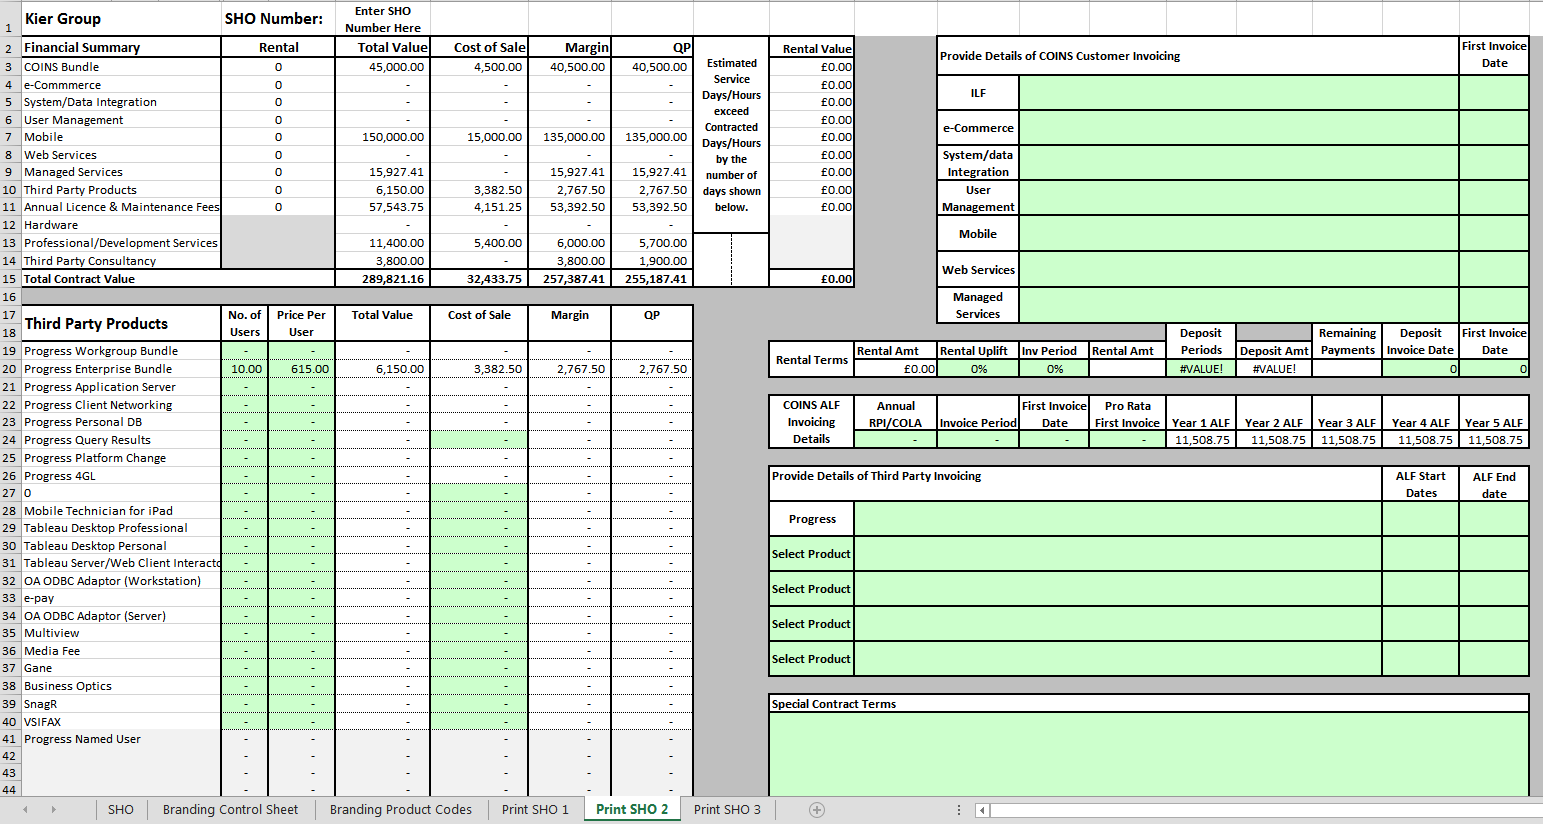 Kier Group SHO Number: Enter SHO Number Here
1
2 Financial Summary Rental Total Value Cost of Sale Margin QP Rental Value
3 COINS Bundle 0 45,000.00 4,500.00 40,500.00 40,500.00 £0.00
4 e-Commmerce 0 - - - - £0.00
5 System/Data Integration 0 - - - - £0.00
6 User Management 0 - - - - £0.00
7 Mobile 0 150,000.00 15,000.00 135,000.00 135,000.00 £0.00
8 Web Services 0 - - - - £0.00
9 Managed Services 0 15,927.41 - 15,927.41 15,927.41 £0.00
10 Third Party Products 0 6,150.00 3,382.50 2,767.50 2,767.50 £0.00
11 Annual Licence & Maintenance Fees 0 57,543.75 4,151.25 53,392.50 53,392.50 £0.00
12 Hardware - - - -
13 Professional/Development Services 11,400.00 5,400.00 6,000.00 5,700.00
14 Third Party Consultancy 3,800.00 - 3,800.00 1,900.00
15 Total Contract Value 289,821.16 32,433.75 257,387.41 255,187.41 £0.00
Estimated
Service
Days/Hours
exceed
Contracted
Days/Hours
by the
number of
days shown
below.
Provide Details of COINS Customer Invoicing First Invoice Date
ILF
e-Commerce
System/data
Integration
User
Management
Mobile
Web Services
Managed
Services
16
17
18
Third Party Products No. of Users Price Per User Total Value Cost of Sale Margin QP
19 Progress Workgroup Bundle - - - - - -
20 Progress Enterprise Bundle 10.00 615.00 6,150.00 3,382.50 2,767.50 2,767.50
21 Progress Application Server - - - - - -
22 Progress Client Networking - - - - - -
23 Progress Personal DB - - - - - -
24 Progress Query Results - - - - - -
25 Progress Platform Change - - - - - -
26 Progress 4GL - - - - - -
27 0 - - - - - -
28 Mobile Technician for iPad - - - - - -
29 Tableau Desktop Professional - - - - - -
30 Tableau Desktop Personal - - - - - -
31 Tableau Server/Web Client Interacto - - - - - -
32 OA ODBC Adaptor (Workstation) - - - - - -
33 e-pay - - - - - -
34 OA ODBC Adaptor (Server) - - - - - -
35 Multiview - - - - - -
36 Media Fee - - - - - -
37 Gane - - - - - -
38 Business Optics - - - - - -
39 SnagR - - - - - -
40 VSIFAX - - - - - -
41 Progress Named User - - - - - -
42 - - - - - -
43 - - - - - -
44 - - - - - -
Rental Terms Rental Amt Rental Uplift Inv Period Rental Amt Deposit Periods Deposit Amt Remaining Payments Deposit Invoice Date First Invoice Date
£0.00 0% 0% #VALUE! #VALUE! 0 0
COINS ALF Invoicing Details Annual RPI/COLA Invoice Period First Invoice Date Pro Rata First Invoice Year 1 ALF Year 2 ALF Year 3 ALF Year 4 ALF Year 5 ALF
- - - - 11,508.75 11,508.75 11,508.75 11,508.75 11,508.75
Provide Details of Third Party Invoicing ALF Start Dates ALF End date
Progress
Select Product
Select Product
Select Product
Select Product
Special Contract Terms
SHO Branding Control Sheet Branding Product Codes Print SHO 1 Print SHO 2 Print SHO 3